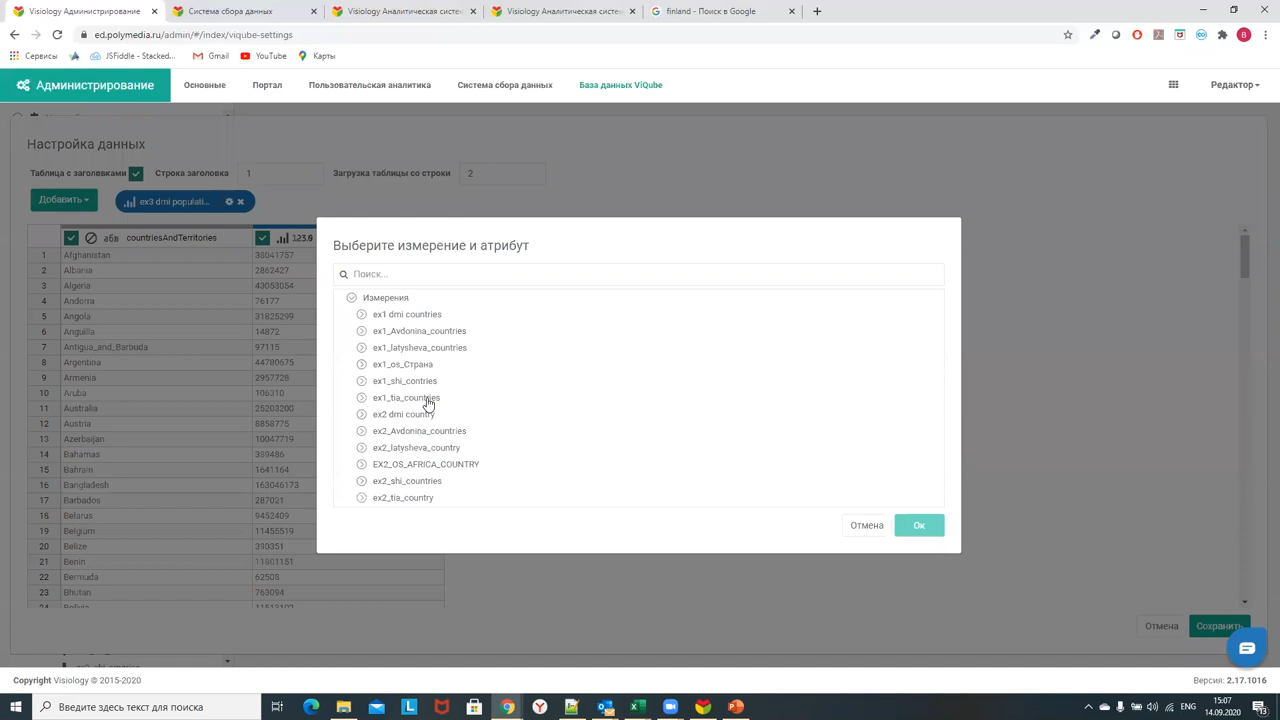 Visiology Администрирование
Система сбора данных
Visiology Аналитическая систе
Visiology Аналитическая систе
finland - Поиск в Google
ed.polymedia.ru/admin/#/index/viqube-settings
Сервисы
JSFiddle - Stacked...
Gmail
YouTube
Карты
Администрирование
Основные
Портал
Пользовательская аналитика
Система сбора данных
База данных ViQube
Редактор
Настройка данных
Таблица с заголвками
Строка заголовка
1
Загрузка таблицы со строки
2
Добавить
ex3 dmi populati...
абв countriesAndTerritories
123.0
1 Afghanistan 38041757
2 Albania 2862427
3 Algeria 43053054
4 Andorra 76177
5 Angola 31825299
6 Anguilla 14872
7 Antigua_and_Barbuda 97115
8 Argentina 44780675
9 Armenia 2957728
10 Aruba 106310
11 Australia 25203200
12 Austria 8858775
13 Azerbaijan 10047719
14 Bahamas 389486
15 Bahrain 1641164
16 Bangladesh 163046173
17 Barbados 287021
18 Belarus 9452409
19 Belgium 11455519
20 Belize 390351
21 Benin 11801151
22 Bermuda 62508
23 Bhutan 763094
24 Bolivia 11513102
Выберите измерение и атрибут
Поиск...
Измерения
ex1 dmi countries
ex1_Avdonina_countries
ex1_latysheva_countries
ex1_os_Страна
ex1_shi_contries
ex1_tia_countries
ex2 dmi country
ex2_Avdonina_countries
ex2_latysheva_country
EX2_OS_AFRICA_COUNTRY
ex2_shi_countries
ex2_tia_country
Отмена
Ок
Отмена
Сохранить
Copyright Visiology © 2015-2020
Версия: 2.17.1016
Введите здесь текст для поиска
ENG
15:07
14.09.2020